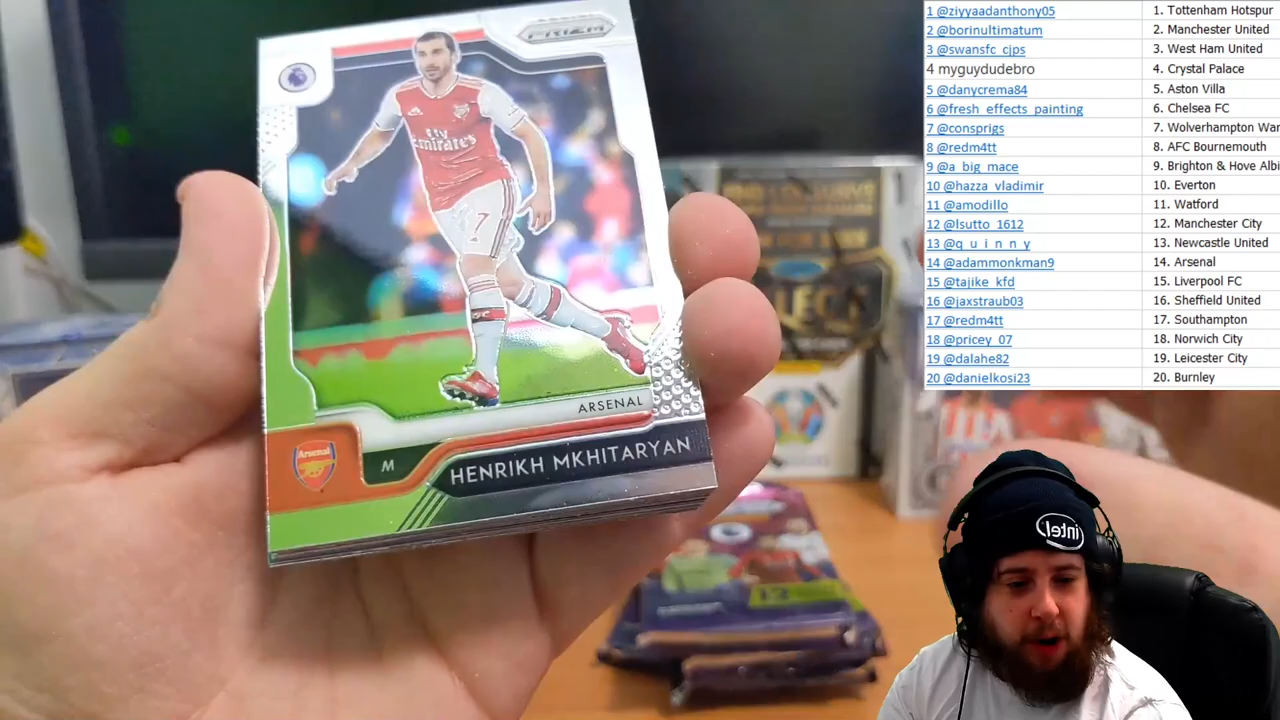 PRIZM
Fly
Emirates
7
ARSENAL
Arsenal
M
HENRIKH MKHITARYAN
1 @ziyyaadanthony05 1. Tottenham Hotspur
2 @borinultimatum 2. Manchester United
3 @swansfc_cjps 3. West Ham United
4 myguydudebro 4. Crystal Palace
5 @danycrema84 5. Aston Villa
6 @fresh_effects_painting 6. Chelsea FC
7 @consprigs 7. Wolverhampton Wan
8 @redm4tt 8. AFC Bournemouth
9 @a_big_mace 9. Brighton & Hove Albi
10 @hazza_vladimir 10. Everton
11 @amodillo 11. Watford
12 @lsutto_1612 12. Manchester City
13 @q_u_i_n_n_y 13. Newcastle United
14 @adammonkman9 14. Arsenal
15 @tajike_kfd 15. Liverpool FC
16 @jaxstraub03 16. Sheffield United
17 @redm4tt 17. Southampton
18 @pricey_07 18. Norwich City
19 @dalahe82 19. Leicester City
20 @danielkosi23 20. Burnley
intel